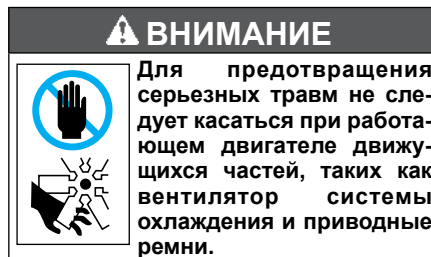 ВНИМАНИЕ
Для предотвращения
серьезных травм не сле-
дует касаться при работа-
ющем двигателе движу-
щихся частей, таких как
вентилятор системы
охлаждения и приводные
ремни.